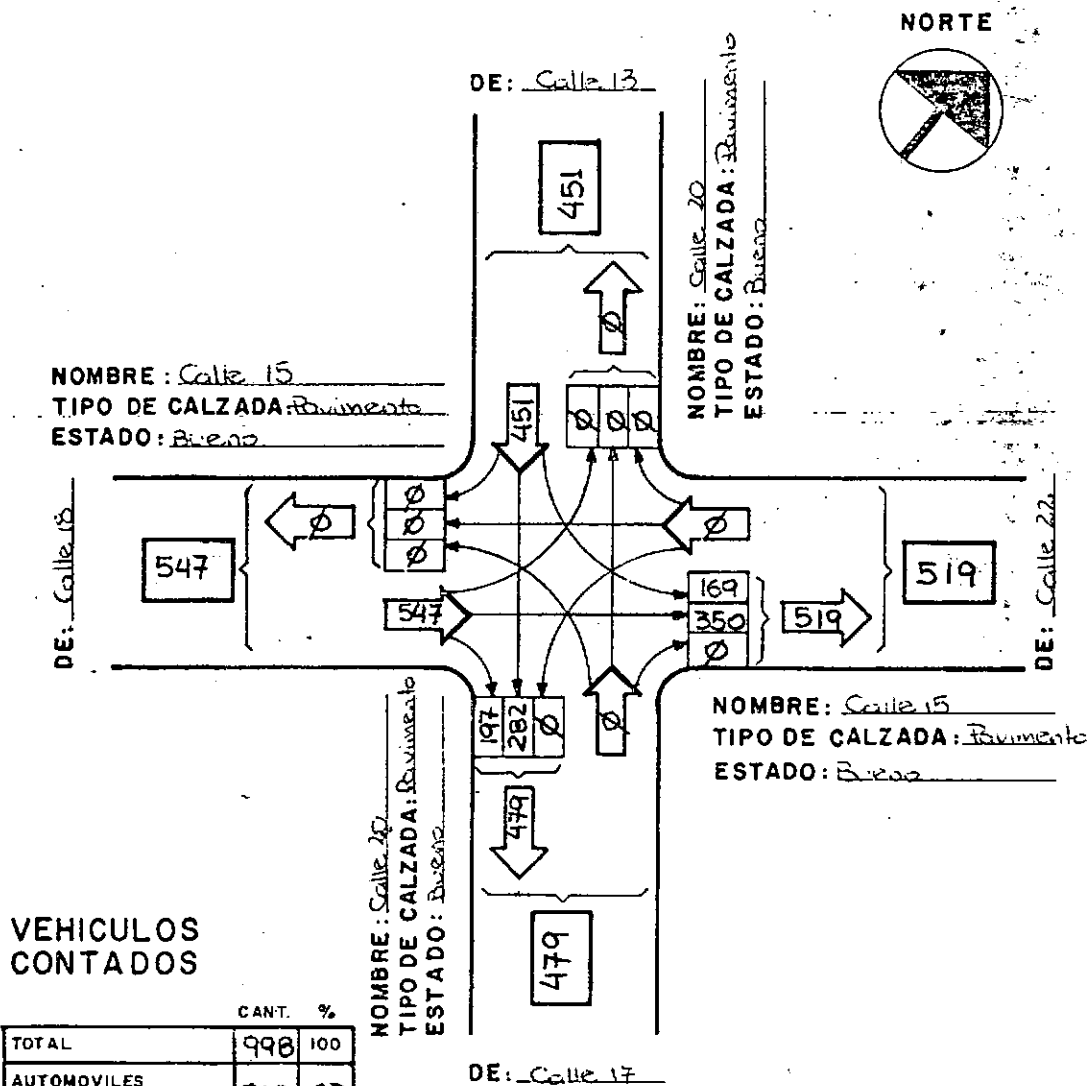 NORTE
DE: Calle 13
451
NOMBRE: Calle 20
TIPO DE CALZADA: Pavimento
ESTADO: Bueno
Ø
NOMBRE: Calle 15
TIPO DE CALZADA: Pavimento
ESTADO: Bueno
451
Ø Ø Ø
DE: Calle 18
547
Ø
Ø
Ø
Ø
Ø
519
DE: Calle 22
547
169
350
Ø
519
197 282 Ø
Ø
NOMBRE: Calle 15
TIPO DE CALZADA: Pavimento
ESTADO: Bueno
479
NOMBRE: Calle 20
TIPO DE CALZADA: Pavimento
ESTADO: Bueno
479
VEHICULOS
CONTADOS
CANT. %
TOTAL 998 100
AUTOMOVILES
DE: Calle 17